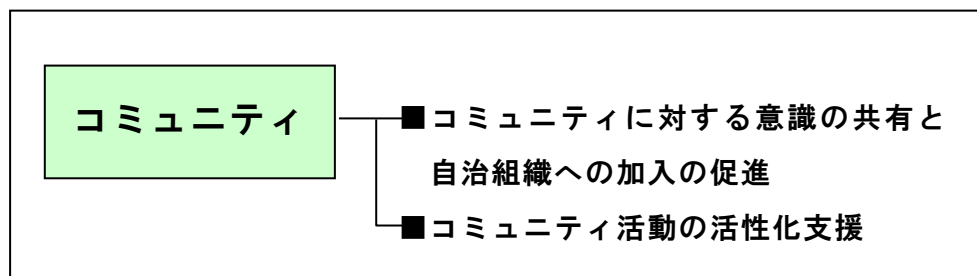 コミュニティ
■コミュニティに対する意識の共有と
自治組織への加入の促進
■コミュニティ活動の活性化支援